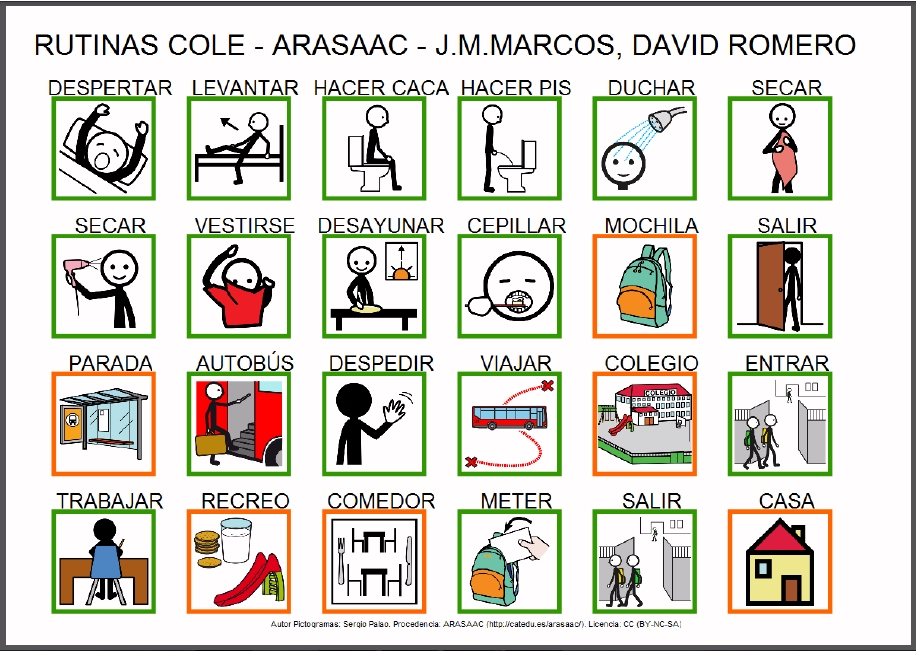 RUTINAS COLE - ARASAAC - J.M.MARCOS, DAVID ROMERO
DESPERTAR LEVANTAR HACER CACA HACER PIS DUCHAR SECAR
SECAR VESTIRSE DESAYUNAR CEPILLAR MOCHILA SALIR
PARADA AUTOBÚS DESPEDIR VIAJAR COLEGIO ENTRAR
COLEGIO
TRABAJAR RECREO COMEDOR METER SALIR CASA
Autor Pictogramas: Sergio Palao. Procedencia: ARASAAC (http://catedu.es/arasaac/). Licencia: CC (BY-NC-SA)